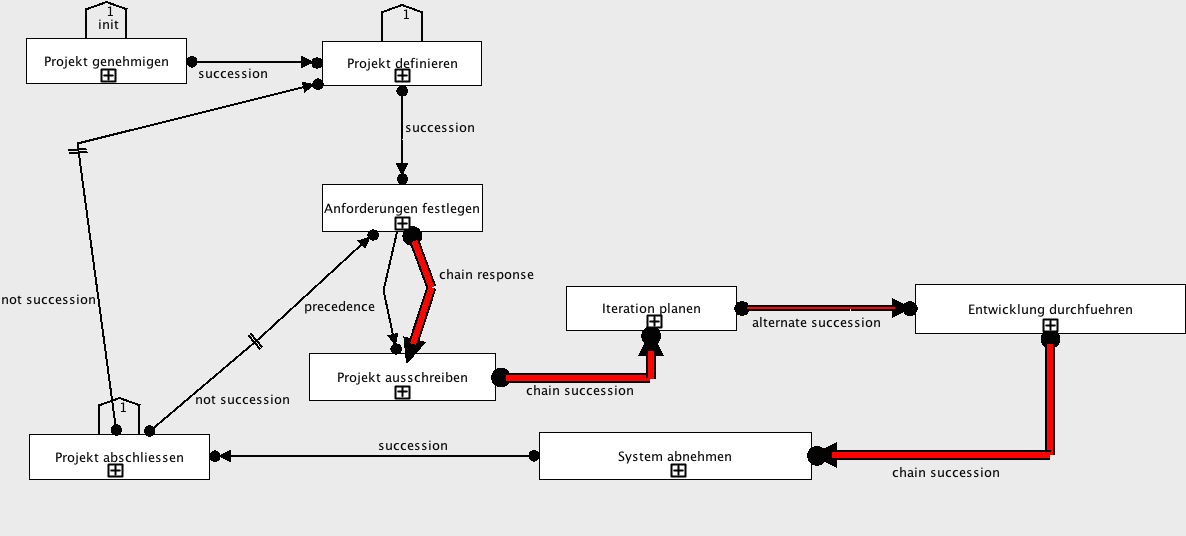 1
init
1
Projekt genehmigen
succession
Projekt definieren
succession
Anforderungen festlegen
chain response
not succession
precedence
Iteration planen
alternate succession
Entwicklung durchfuehren
Projekt ausschreiben
chain succession
not succession
1
Projekt abschliessen
succession
System abnehmen
chain succession